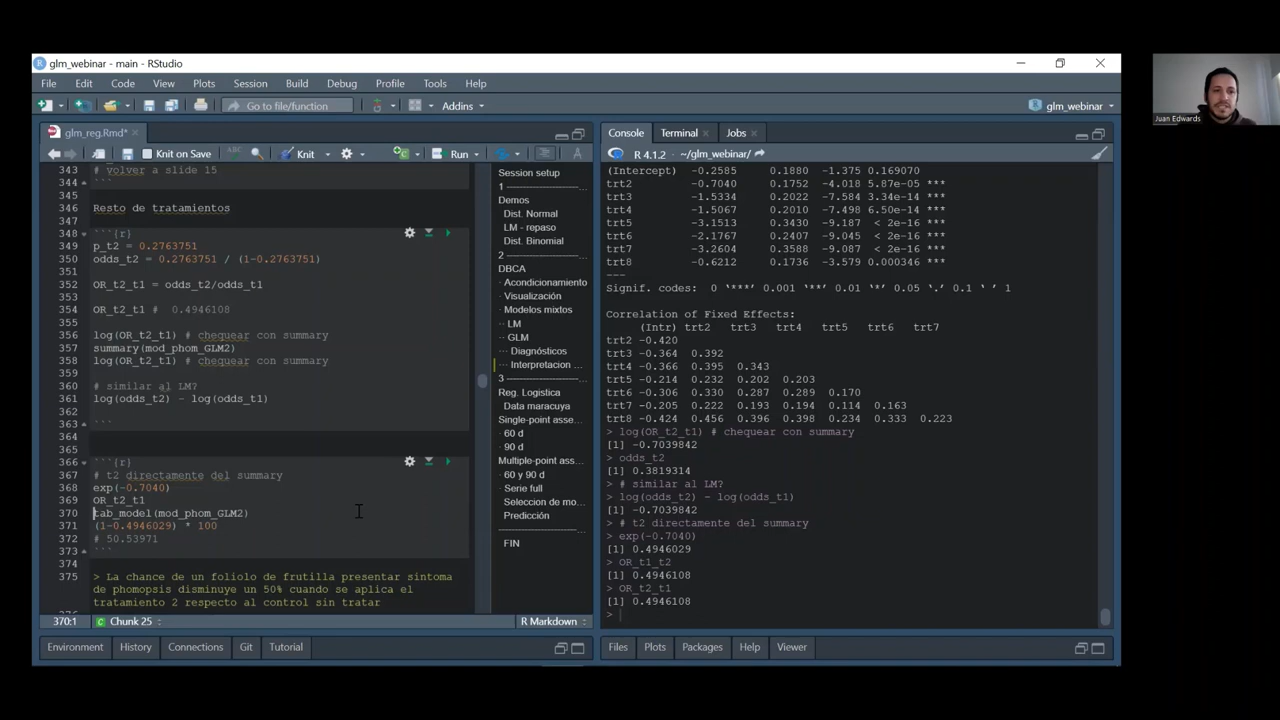 glm_webinar - main - RStudio
File Edit Code View Plots Session Build Debug Profile Tools Help
Go to file/function Addins glm_webinar
glm_reg.Rmd*
Knit on Save Knit Run
343 # volver a slide 15
344 ```
345
346 Resto de tratamientos
347
348 ```{r}
349 p_t2 = 0.2763751
350 odds_t2 = 0.2763751 / (1-0.2763751)
351
352 OR_t2_t1 = odds_t2/odds_t1
353
354 OR_t2_t1 # 0.4946108
355
356 log(OR_t2_t1) # chequear con summary
357 summary(mod_phom_GLM2)
358 log(OR_t2_t1) # chequear con summary
359
360 # similar al LM?
361 log(odds_t2) - log(odds_t1)
362
363 ```
364
365
366 ```{r}
367 # t2 directamente del summary
368 exp(-0.7040)
369 OR_t2_t1
370 tab_model(mod_phom_GLM2)
371 (1-0.4946029) * 100
372 # 50.53971
373 ```
374
375 > La chance de un foliolo de frutilla presentar sintoma
de phomopsis disminuye un 50% cuando se aplica el
tratamiento 2 respecto al control sin tratar
370:1 Chunk 25 R Markdown
Environment History Connections Git Tutorial
Session setup
1 ---------------...
Demos
Dist. Normal
LM - repaso
Dist. Binomial
2 ---------------...
DBCA
· Acondicionamiento
· Visualización
· Modelos mixtos
·· LM
·· GLM
··· Diagnósticos
··· Interpretacion ...
3 ---------------...
Reg. Logistica
Data maracuya
Single-point asse...
· 60 d
· 90 d
Multiple-point ass...
· 60 y 90 d
· Serie full
Seleccion de mo...
· Predicción
FIN
Console Terminal Jobs
R 4.1.2 · ~/glm_webinar/
(Intercept) -0.2585 0.1880 -1.375 0.169070
trt2 -0.7040 0.1752 -4.018 5.87e-05 ***
trt3 -1.5334 0.2022 -7.584 3.34e-14 ***
trt4 -1.5067 0.2010 -7.498 6.50e-14 ***
trt5 -3.1513 0.3430 -9.187 < 2e-16 ***
trt6 -2.1767 0.2407 -9.043 < 2e-16 ***
trt7 -3.2604 0.3588 -9.087 < 2e-16 ***
trt8 -0.6212 0.1736 -3.579 0.000346 ***
---
Signif. codes: 0 ‘***’ 0.001 ‘**’ 0.01 ‘*’ 0.05 ‘.’ 0.1 ‘ ’ 1
Correlation of Fixed Effects:
(Intr) trt2 trt3 trt4 trt5 trt6 trt7
trt2 -0.420
trt3 -0.364 0.392
trt4 -0.366 0.395 0.343
trt5 -0.214 0.232 0.202 0.203
trt6 -0.306 0.330 0.287 0.289 0.170
trt7 -0.205 0.222 0.193 0.194 0.114 0.163
trt8 -0.424 0.456 0.396 0.398 0.234 0.333 0.223
> log(OR_t2_t1) # chequear con summary
[1] -0.7039842
> odds_t2
[1] 0.3819314
> # similar al LM?
> log(odds_t2) - log(odds_t1)
[1] -0.7039842
> # t2 directamente del summary
> exp(-0.7040)
[1] 0.4946029
> OR_t1_t2
[1] 0.4946108
> OR_t2_t1
[1] 0.4946108
>
Files Plots Packages Help Viewer
Juan Edwards